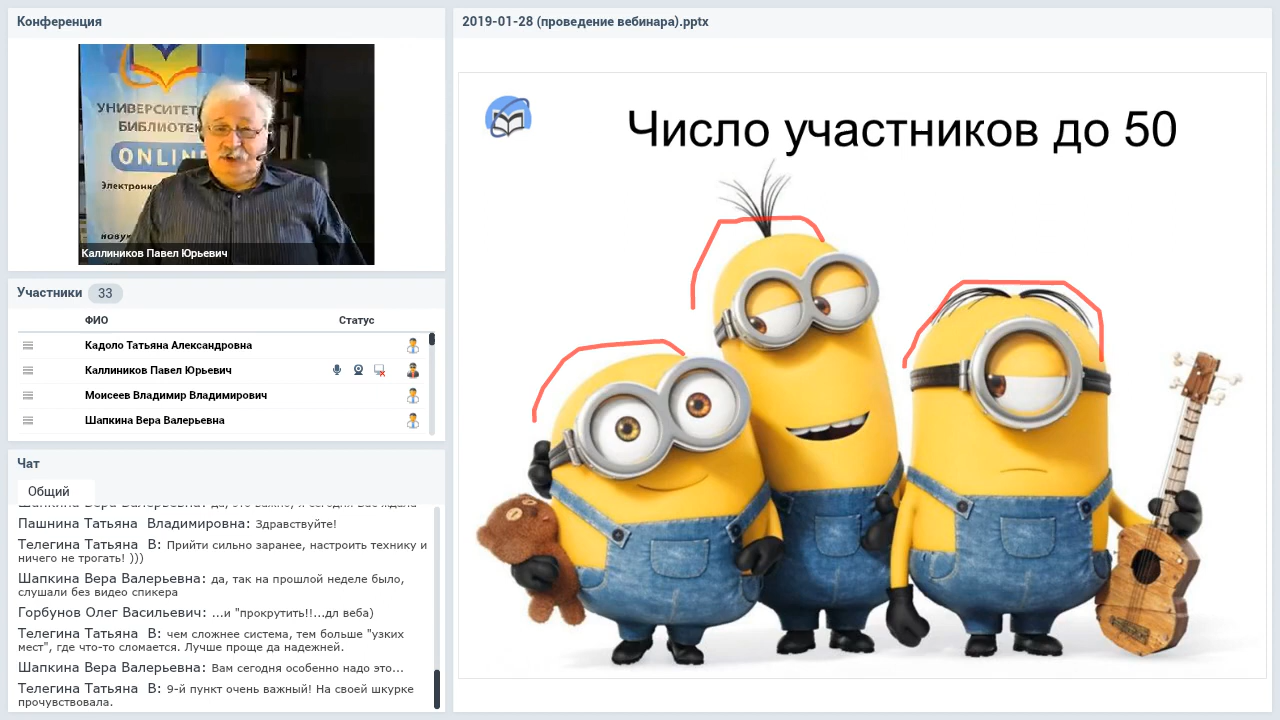 Конференция
УНИВЕРСИТЕТ
БИБЛИОТЕ
ONLINE
Каллиников Павел Юрьевич
Участники 33
ФИО Статус
Кадоло Татьяна Александровна
Каллиников Павел Юрьевич
Моисеев Владимир Владимирович
Шапкина Вера Валерьевна
Чат
Общий
Пашнина Татьяна Владимировна: Здравствуйте!
Телегина Татьяна В: Прийти сильно заранее, настроить технику и
ничего не трогать! )))
Шапкина Вера Валерьевна: да, так на прошлой неделе было,
слушали без видео спикера
Горбунов Олег Васильевич: ...и "прокрутить!!...дл веба)
Телегина Татьяна В: чем сложнее система, тем больше "узких
мест", где что-то сломается. Лучше проще да надежней.
Шапкина Вера Валерьевна: Вам сегодня особенно надо это...
Телегина Татьяна В: 9-й пункт очень важный! На своей шкурке
прочувствовала.
2019-01-28 (проведение вебинара).pptx
Число участников до 50